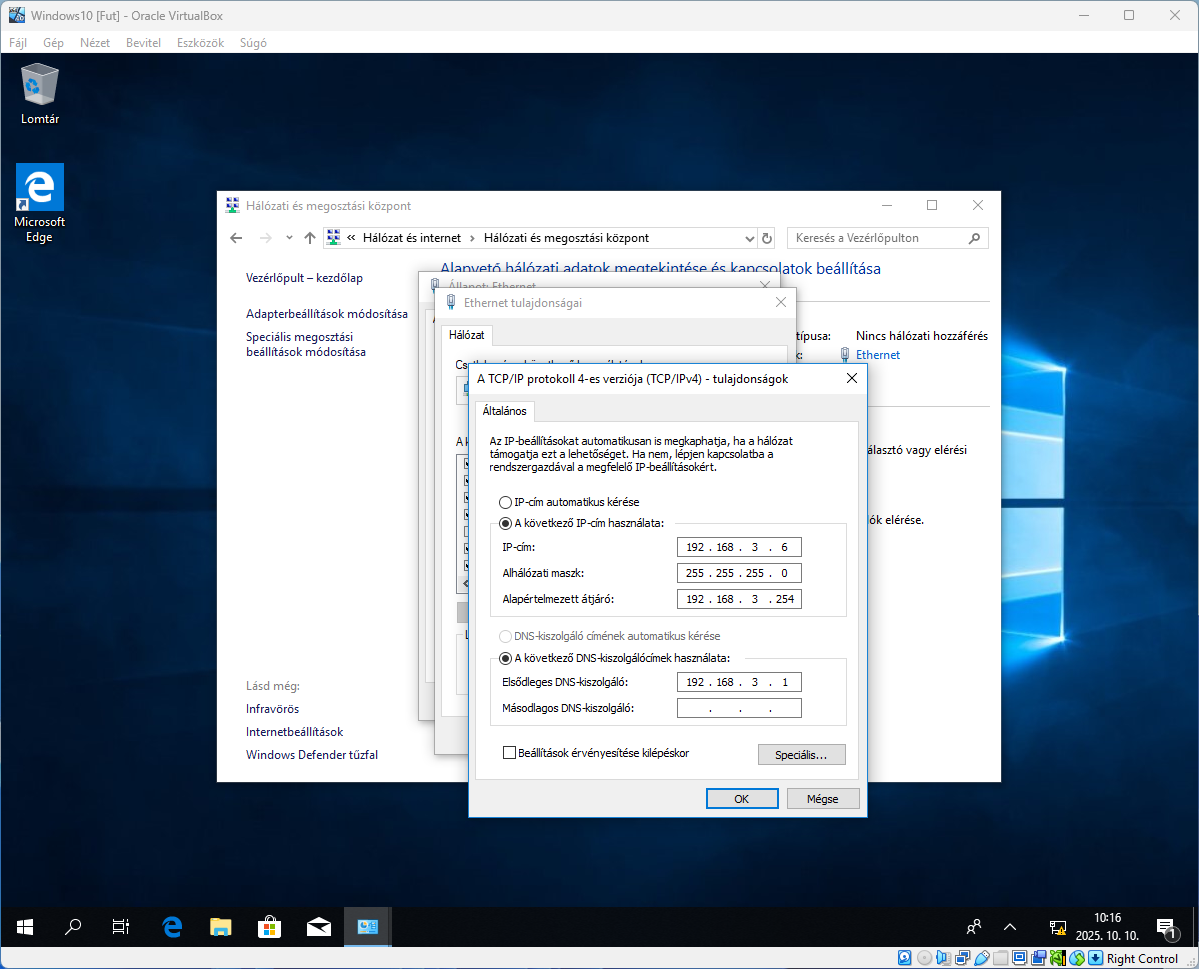 Windows10 [Fut] - Oracle VirtualBox
Fájl Gép Nézet Bevitel Eszközök Súgó
Lomtár
Microsoft
Edge
Hálózati és megosztási központ
« Hálózat és internet › Hálózati és megosztási központ
Keresés a Vezérlőpulton
Vezérlőpult – kezdőlap
Adapterbeállítások módosítása
Speciális megosztási
beállítások módosítása
Alapvető hálózati adatok megtekintése és kapcsolatok beállítása
típusa: Nincs hálózati hozzáférés
k: Ethernet
álasztó vagy elérési
lók elérése.
Lásd még:
Infravörös
Internetbeállítások
Windows Defender tűzfal
Állapot: Ethernet
Ethernet tulajdonságai
Hálózat
A k
A TCP/IP protokoll 4-es verziója (TCP/IPv4) - tulajdonságok
Általános
Az IP-beállításokat automatikusan is megkaphatja, ha a hálózat
támogatja ezt a lehetőséget. Ha nem, lépjen kapcsolatba a
rendszergazdával a megfelelő IP-beállításokért.
IP-cím automatikus kérése
A következő IP-cím használata:
IP-cím: 192 . 168 . 3 . 6
Alhálózati maszk: 255 . 255 . 255 . 0
Alapértelmezett átjáró: 192 . 168 . 3 . 254
DNS-kiszolgáló címének automatikus kérése
A következő DNS-kiszolgálócímek használata:
Elsődleges DNS-kiszolgáló: 192 . 168 . 3 . 1
Másodlagos DNS-kiszolgáló: . . .
Beállítások érvényesítése kilépéskor
Speciális...
OK Mégse
10:16
2025. 10. 10.
1
Right Control